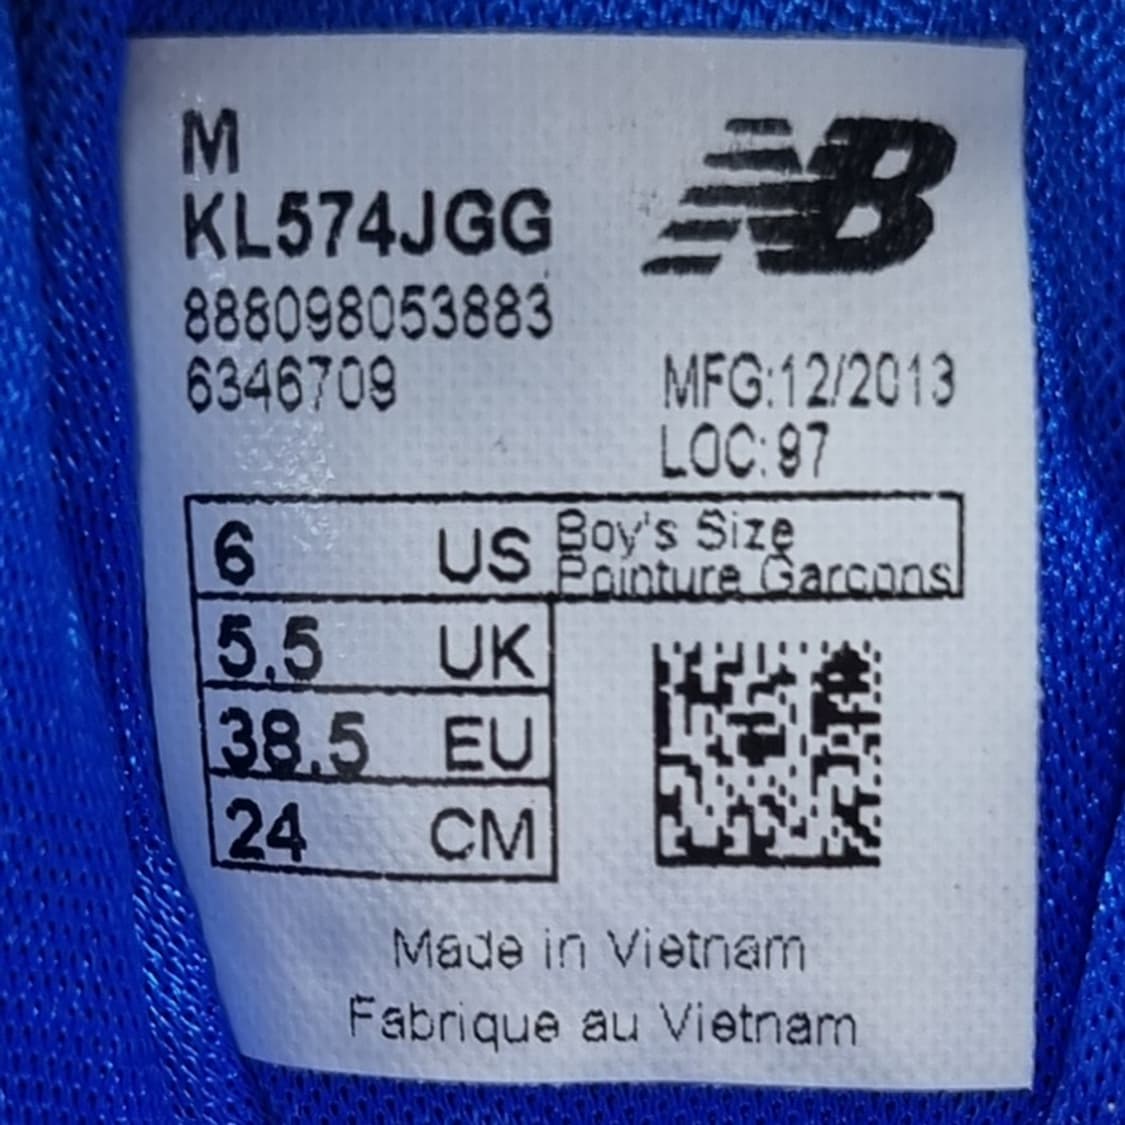 M
NB
KL574JGG
888098053883
6346709
MFG:12/2013
LOC:97
6 US Boy's Size
Pointure Garcons
5.5 UK
38.5 EU
24 CM
Made in Vietnam
Fabrique au Vietnam